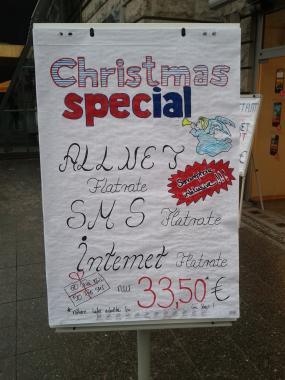 Christmas
special
ALLNET
Flatrate
SMS Flatrate
Internet Flatrate
nur 33,50*€